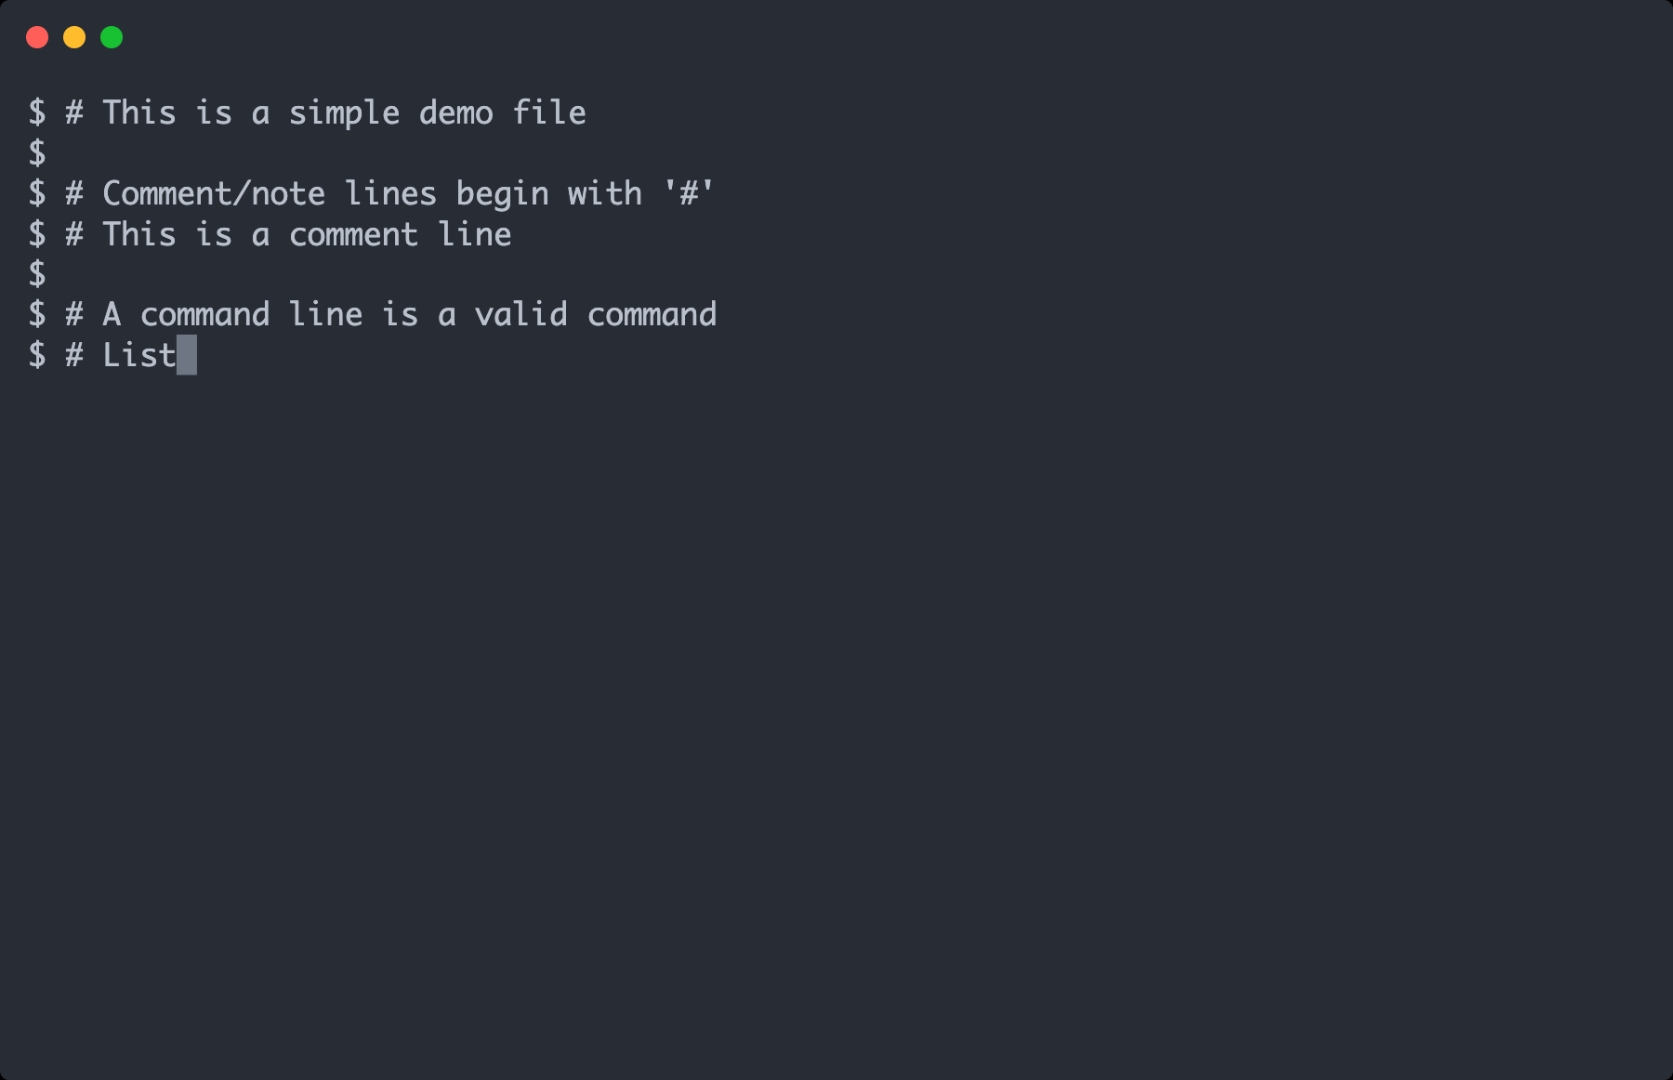 $ # This is a simple demo file
$
$ # Comment/note lines begin with '#'
$ # This is a comment line
$
$ # A command line is a valid command
$ # List